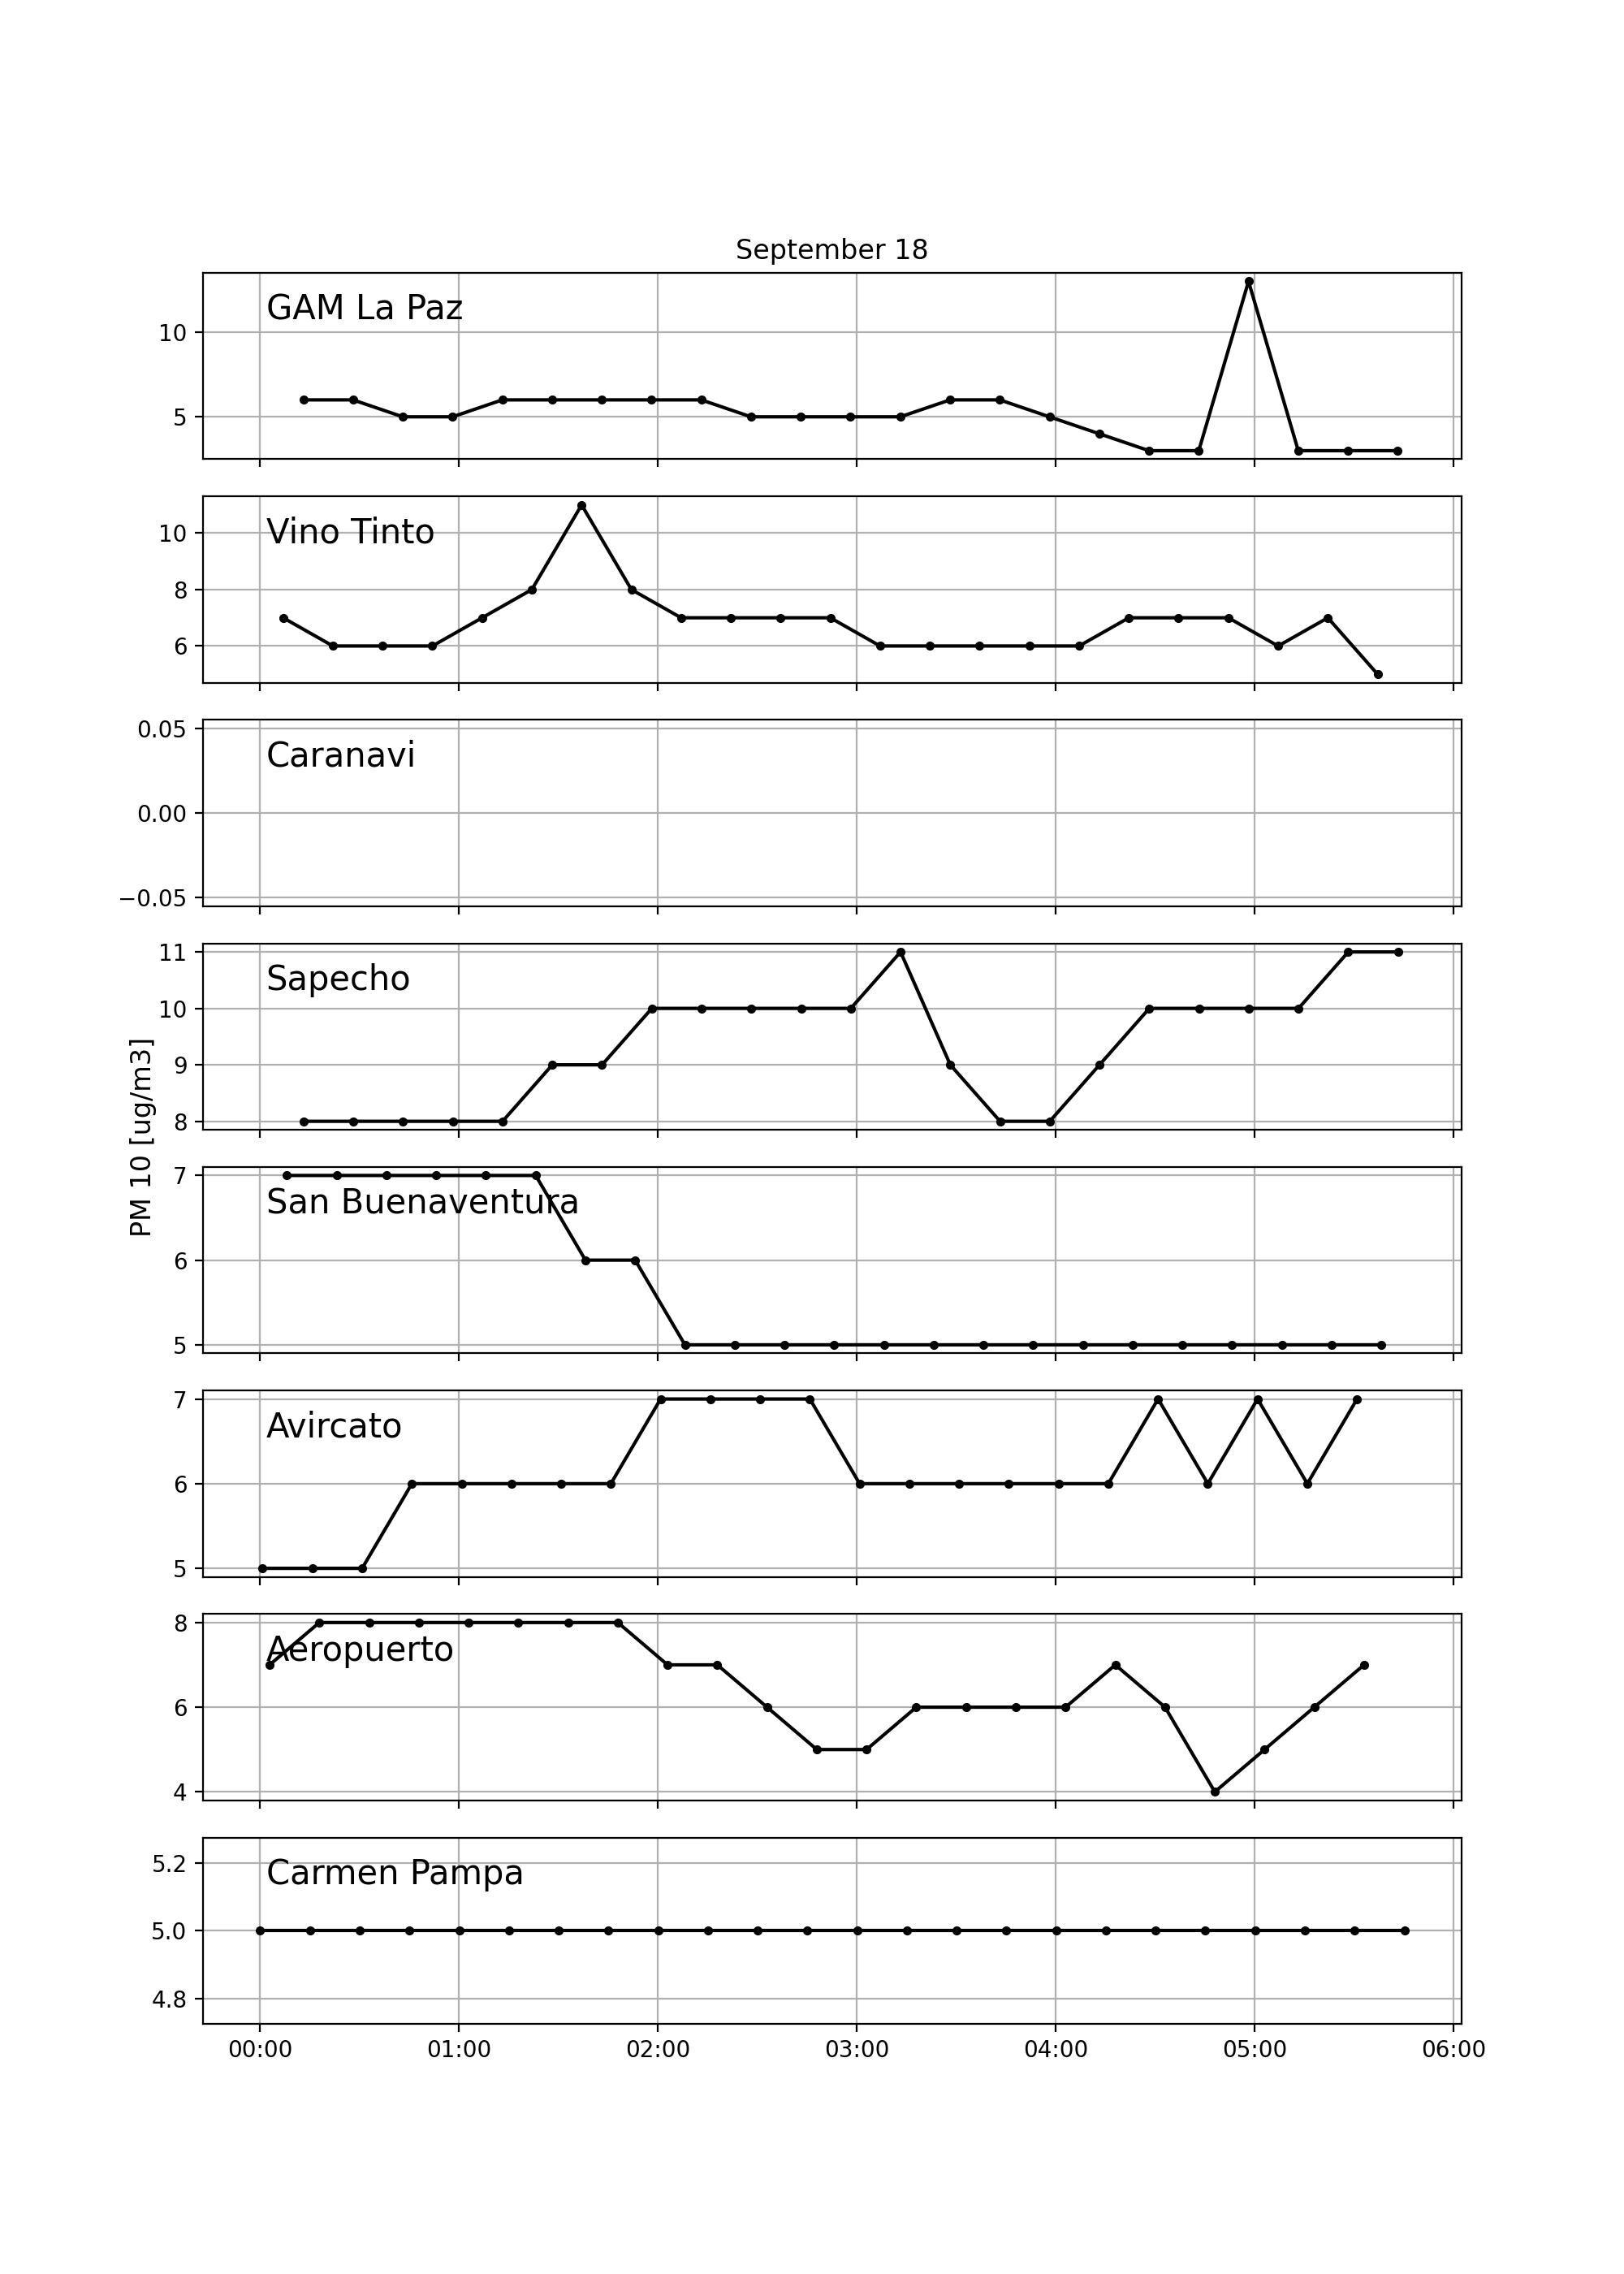 September 18
GAM La Paz
10
5
Vino Tinto
10
8
6
Caranavi
0.05
0.00
−0.05
Sapecho
11
10
9
8
PM 10 [ug/m3]
San Buenaventura
7
6
5
Avircato
7
6
5
Aeropuerto
8
6
4
Carmen Pampa
5.2
5.0
4.8
00:00 01:00 02:00 03:00 04:00 05:00 06:00